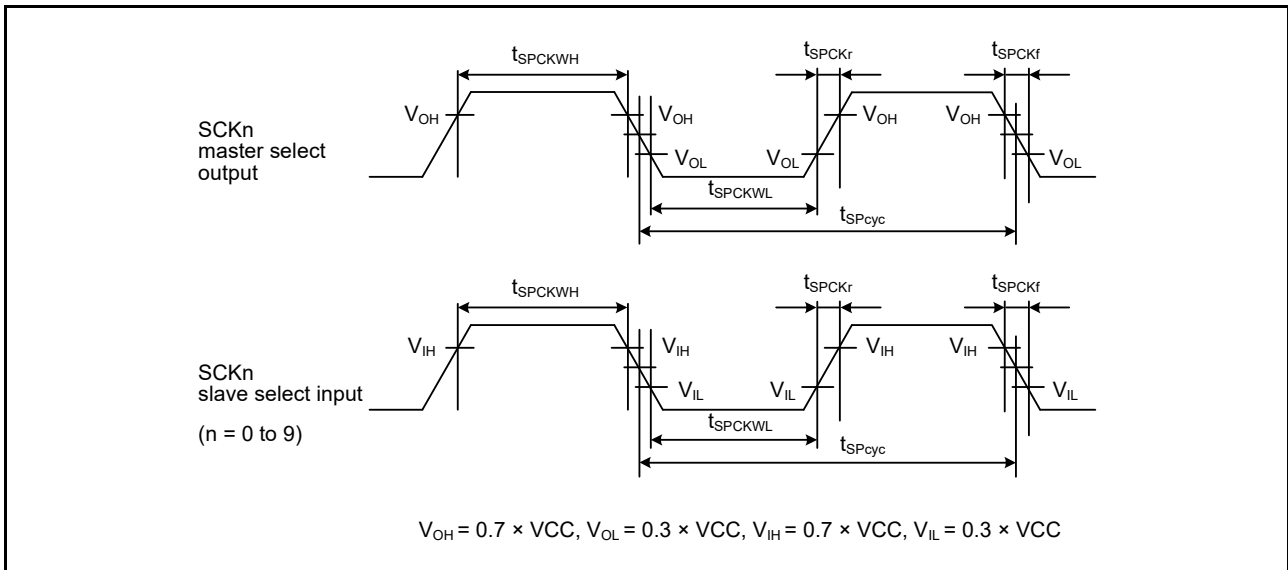 tSPCKWH tSPCKr tSPCKf
VOH VOH VOH VOH
SCKn
master select
output
VOL VOL VOL
tSPCKWL
tSPcyc
tSPCKWH tSPCKr tSPCKf
VIH VIH VIH VIH
SCKn
slave select input
(n = 0 to 9)
VIL VIL VIL
tSPCKWL
tSPcyc
VOH = 0.7 × VCC, VOL = 0.3 × VCC, VIH = 0.7 × VCC, VIL = 0.3 × VCC